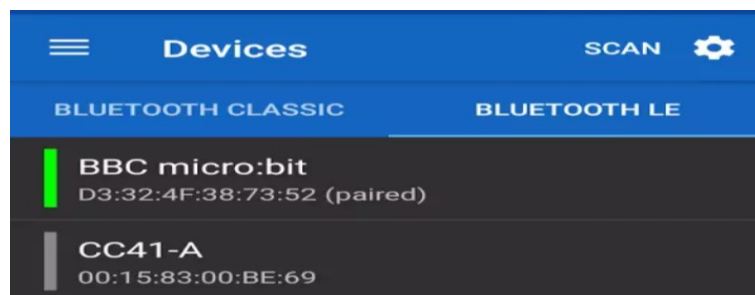 Devices SCAN
BLUETOOTH CLASSIC BLUETOOTH LE
BBC micro:bit
D3:32:4F:38:73:52 (paired)
CC41-A
00:15:83:00:BE:69